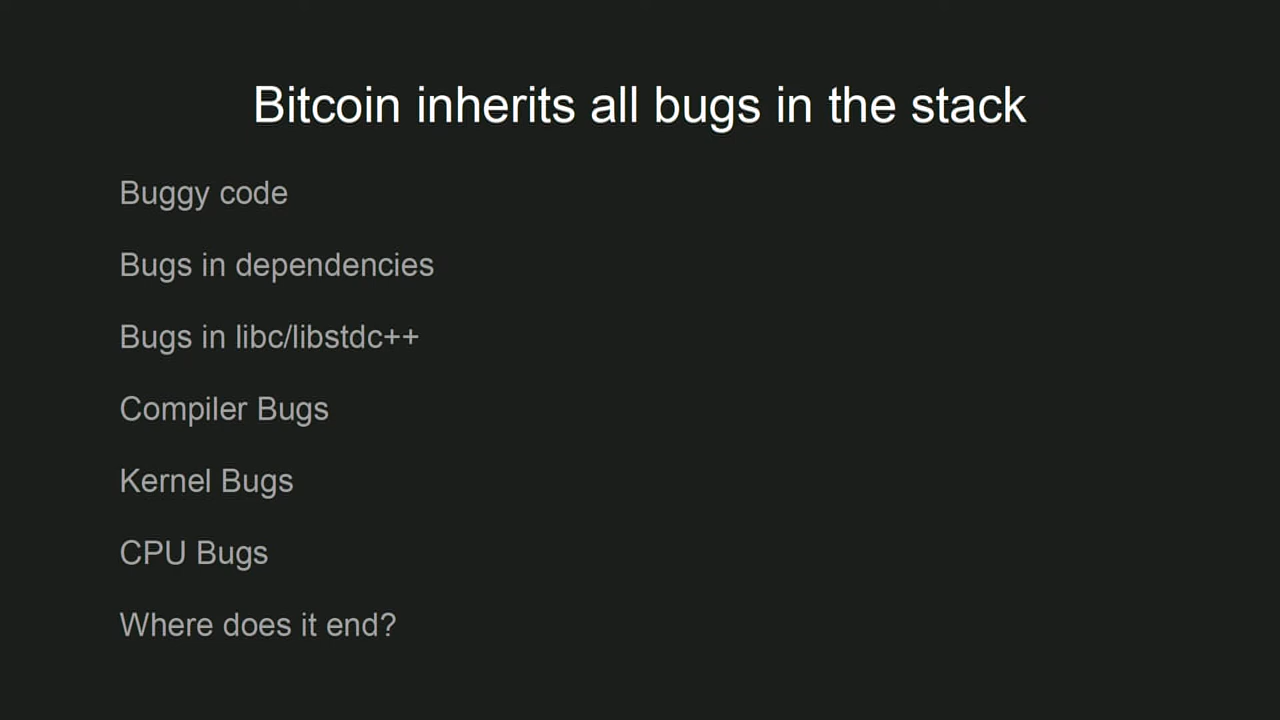 Bitcoin inherits all bugs in the stack
Buggy code
Bugs in dependencies
Bugs in libc/libstdc++
Compiler Bugs
Kernel Bugs
CPU Bugs
Where does it end?